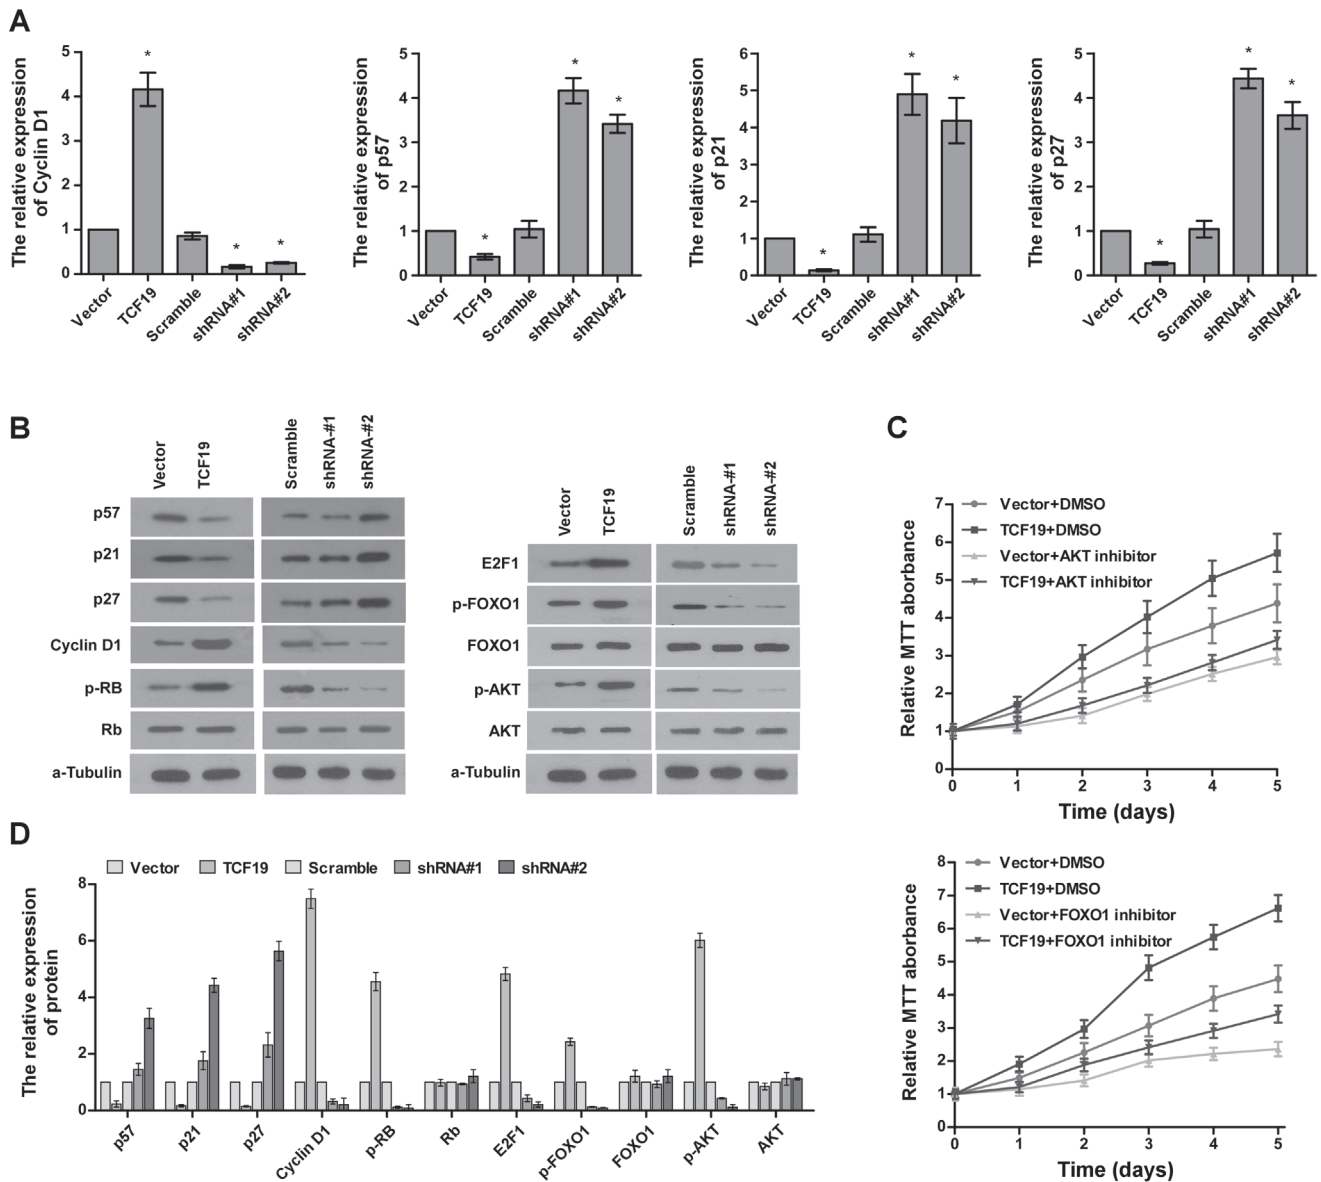 A
The relative expression
of Cyclin D1
5
4
3
2
1
0
*
*
*
Vector
TCF19
Scramble
shRNA#1
shRNA#2
The relative expression
of p57
5
4
3
2
1
0
*
*
*
Vector
TCF19
Scramble
shRNA#1
shRNA#2
The relative expression
of p21
6
5
4
3
2
1
0
*
*
*
Vector
TCF19
Scramble
shRNA#1
shRNA#2
The relative expression
of p27
5
4
3
2
1
0
*
*
*
Vector
TCF19
Scramble
shRNA#1
shRNA#2
B
Vector
TCF19
Scramble
shRNA-#1
shRNA-#2
p57
p21
p27
Cyclin D1
p-RB
Rb
a-Tubulin
Vector
TCF19
Scramble
shRNA-#1
shRNA-#2
E2F1
p-FOXO1
FOXO1
p-AKT
AKT
a-Tubulin
C
Relative MTT aborbance
7
6
5
4
3
2
1
0
Vector+DMSO
TCF19+DMSO
Vector+AKT inhibitor
TCF19+AKT inhibitor
0 1 2 3 4 5
Time (days)
Relative MTT aborbance
8
7
6
5
4
3
2
1
0
Vector+DMSO
TCF19+DMSO
Vector+FOXO1 inhibitor
TCF19+FOXO1 inhibitor
0 1 2 3 4 5
Time (days)
D
Vector TCF19 Scramble shRNA#1 shRNA#2
The relative expression
of protein
8
6
4
2
0
p57
p21
p27
Cyclin D1
p-RB
Rb
E2F1
p-FOXO1
FOXO1
p-AKT
AKT